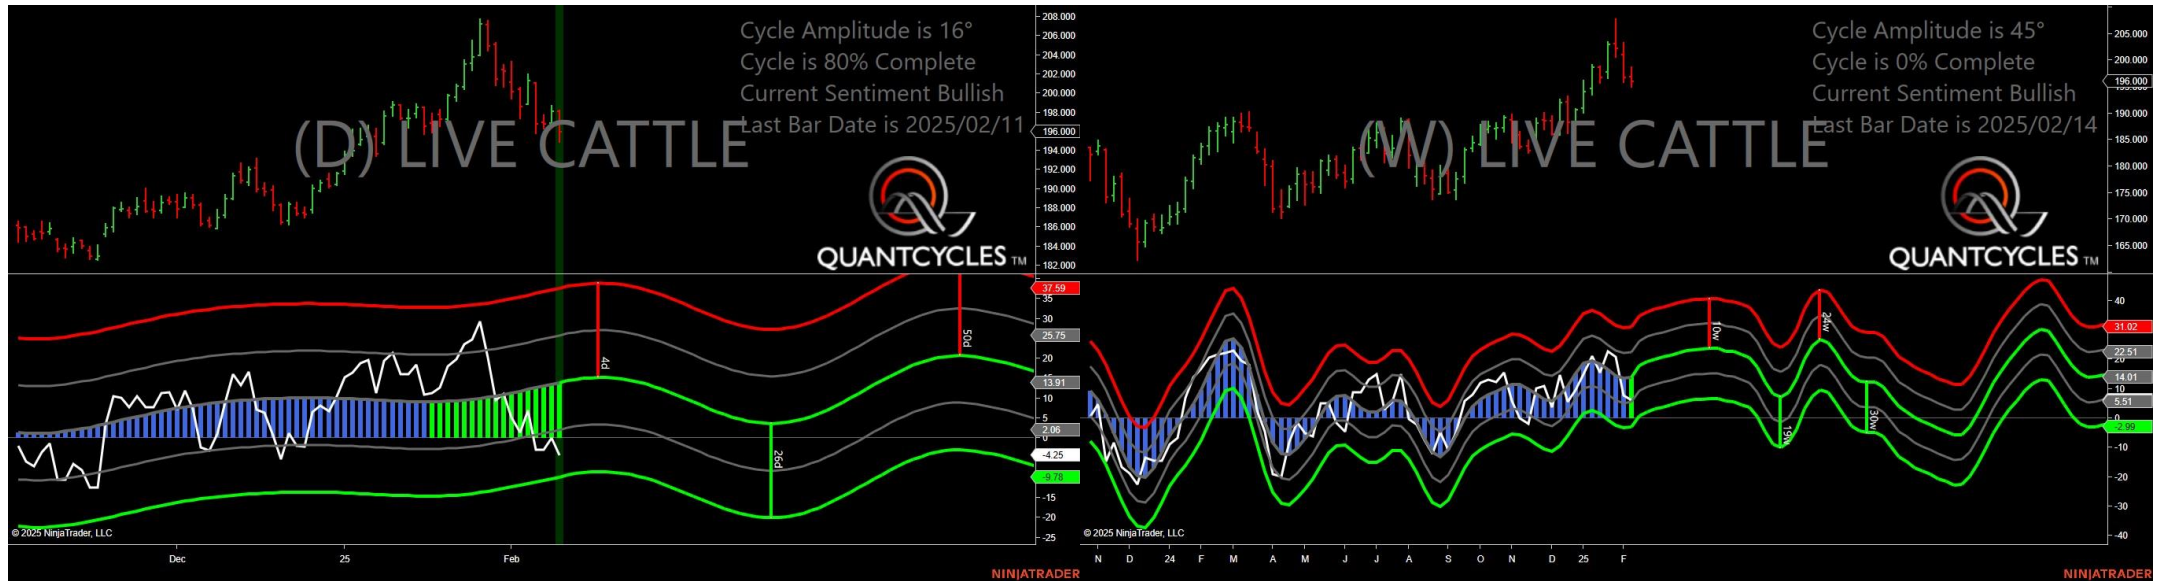 Cycle Amplitude is 16°
Cycle is 80% Complete
Current Sentiment Bullish
Last Bar Date is 2025/02/11
(D) LIVE CATTLE
QUANTCYCLES TM
208.000
206.000
204.000
202.000
200.000
198.000
196.000
194.000
192.000
190.000
188.000
186.000
184.000
182.000
37.59
35
30
25.75
20
13.91
10
5
2.06
0
-4.25
-9.78
-15
-20
-25
4d
26d
50d
© 2025 NinjaTrader, LLC
Dec 25 Feb
NINJATRADER
Cycle Amplitude is 45°
Cycle is 0% Complete
Current Sentiment Bullish
Last Bar Date is 2025/02/14
(W) LIVE CATTLE
QUANTCYCLES TM
205.000
200.000
196.000
190.000
185.000
180.000
175.000
170.000
165.000
40
31.02
22.51
14.01
10
5.51
0
-2.99
-10
-20
-30
-40
10w
19w
24w
30w
© 2025 NinjaTrader, LLC
N D 24 F M A M J J A S O N D 25 F
NINJATRADER